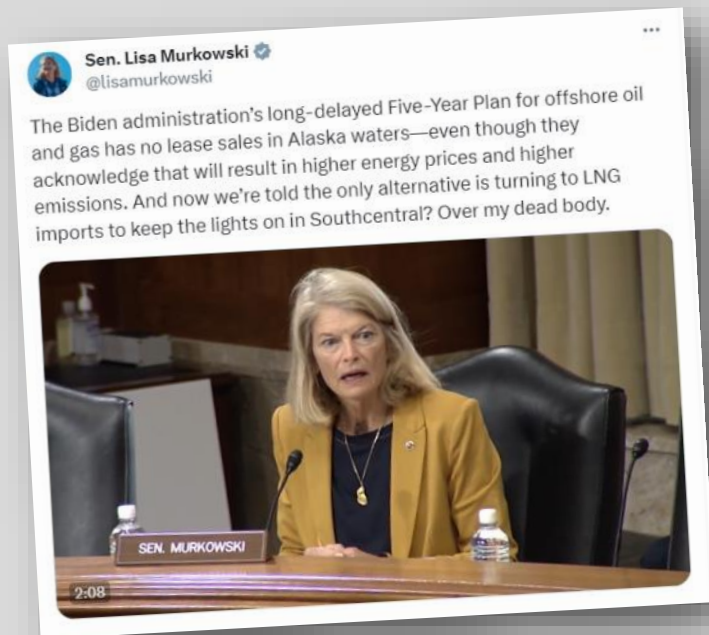 Sen. Lisa Murkowski
@lisamurkowski
The Biden administration's long-delayed Five-Year Plan for offshore oil
and gas has no lease sales in Alaska waters—even though they
acknowledge that will result in higher energy prices and higher
emissions. And now we're told the only alternative is turning to LNG
imports to keep the lights on in Southcentral? Over my dead body.
SEN. MURKOWSKI
2:08